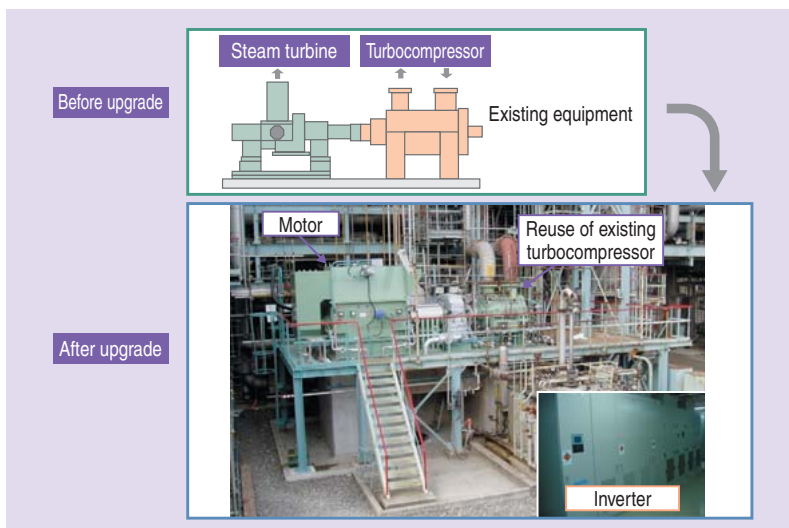 Steam turbine
Turbocompressor
Before upgrade
Existing equipment
Motor
Reuse of existing
turbocompressor
After upgrade
Inverter